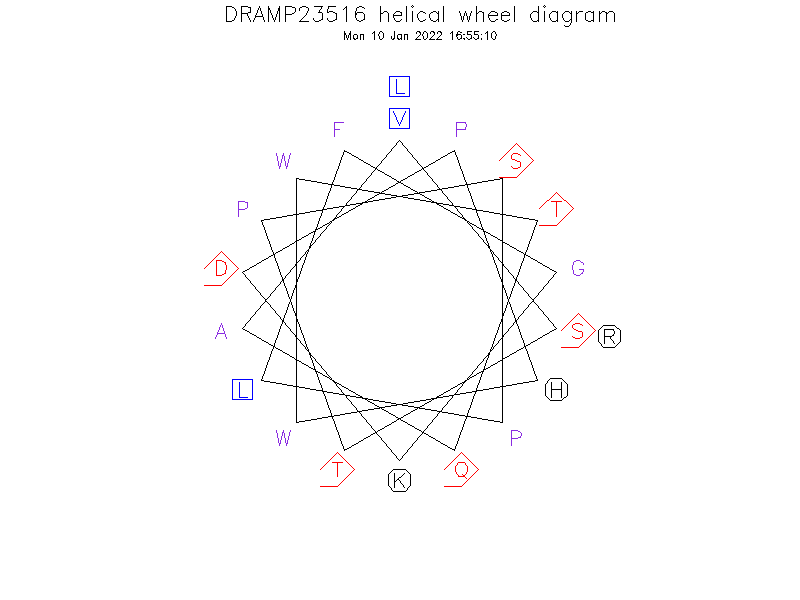 DRAMP23516 helical wheel diagram
Mon 10 Jan 2022 16:55:10
L
V
F
P
W
S
P
T
D
G
A
S
R
L
H
W
P
T
K
Q